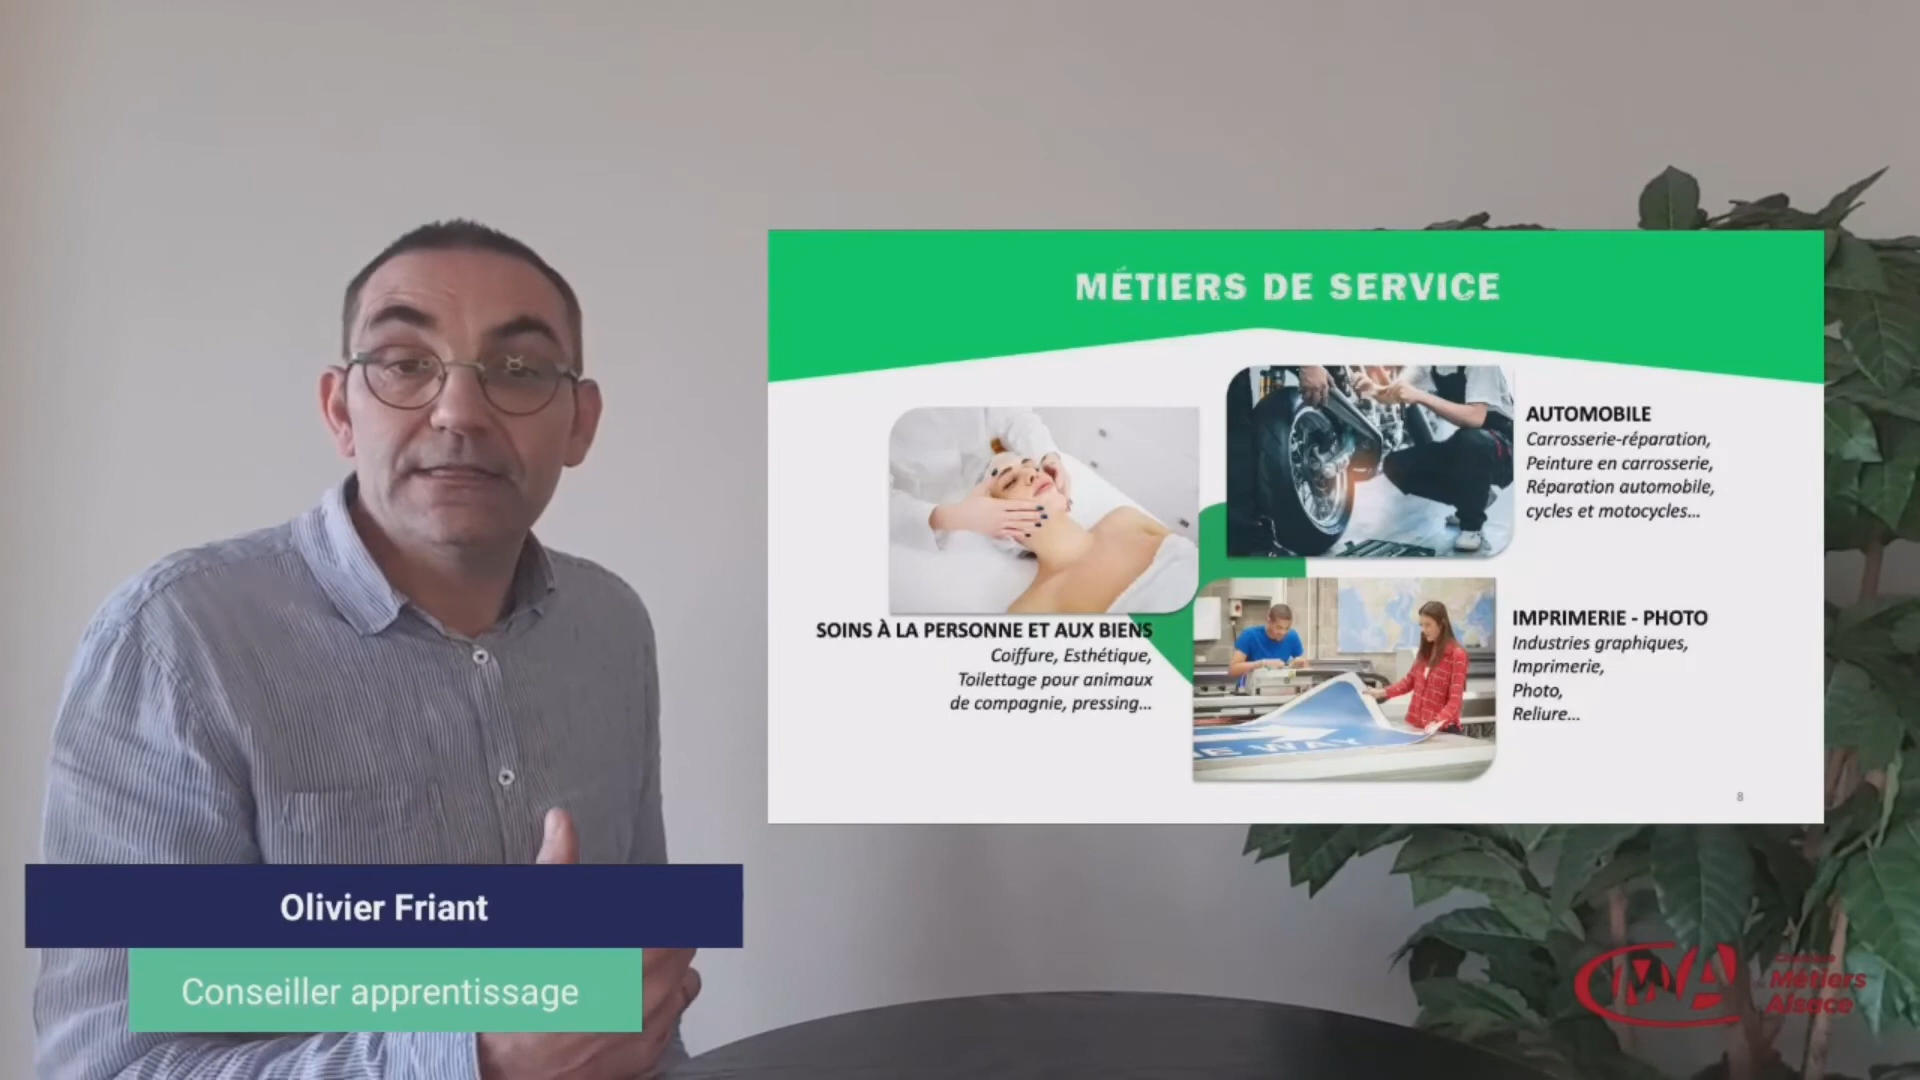 MÉTIERS DE SERVICE
AUTOMOBILE
Carrosserie-réparation,
Peinture en carrosserie,
Réparation automobile,
cycles et motocycles...
SOINS À LA PERSONNE ET AUX BIENS
Coiffure, Esthétique,
Toilettage pour animaux
de compagnie, pressing...
IMPRIMERIE - PHOTO
Industries graphiques,
Imprimerie,
Photo,
Reliure...
E WAY
8
Olivier Friant
Conseiller apprentissage
CMA
Métiers
Alsace